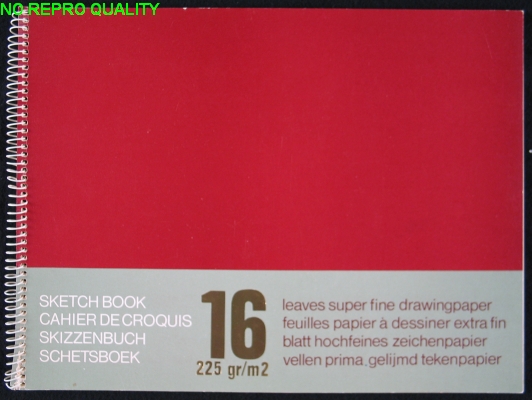 NO REPRO QUALITY
SKETCH BOOK
CAHIER DE CROQUIS
SKIZZENBUCH
SCHETSBOEK
16
225 gr/m2
leaves super fine drawingpaper
feuilles papier à dessiner extra fin
blatt hochfeines zeichenpapier
vellen prima, gelijmd tekenpapier